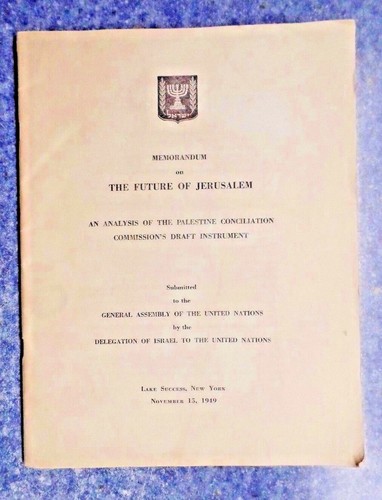 ישראל
MEMORANDUM
on
THE FUTURE OF JERUSALEM
AN ANALYSIS OF THE PALESTINE CONCILIATION
COMMISSION'S DRAFT INSTRUMENT
Submitted
to the
GENERAL ASSEMBLY OF THE UNITED NATIONS
by the
DELEGATION OF ISRAEL TO THE UNITED NATIONS
LAKE SUCCESS, NEW YORK
NOVEMBER 15, 1949